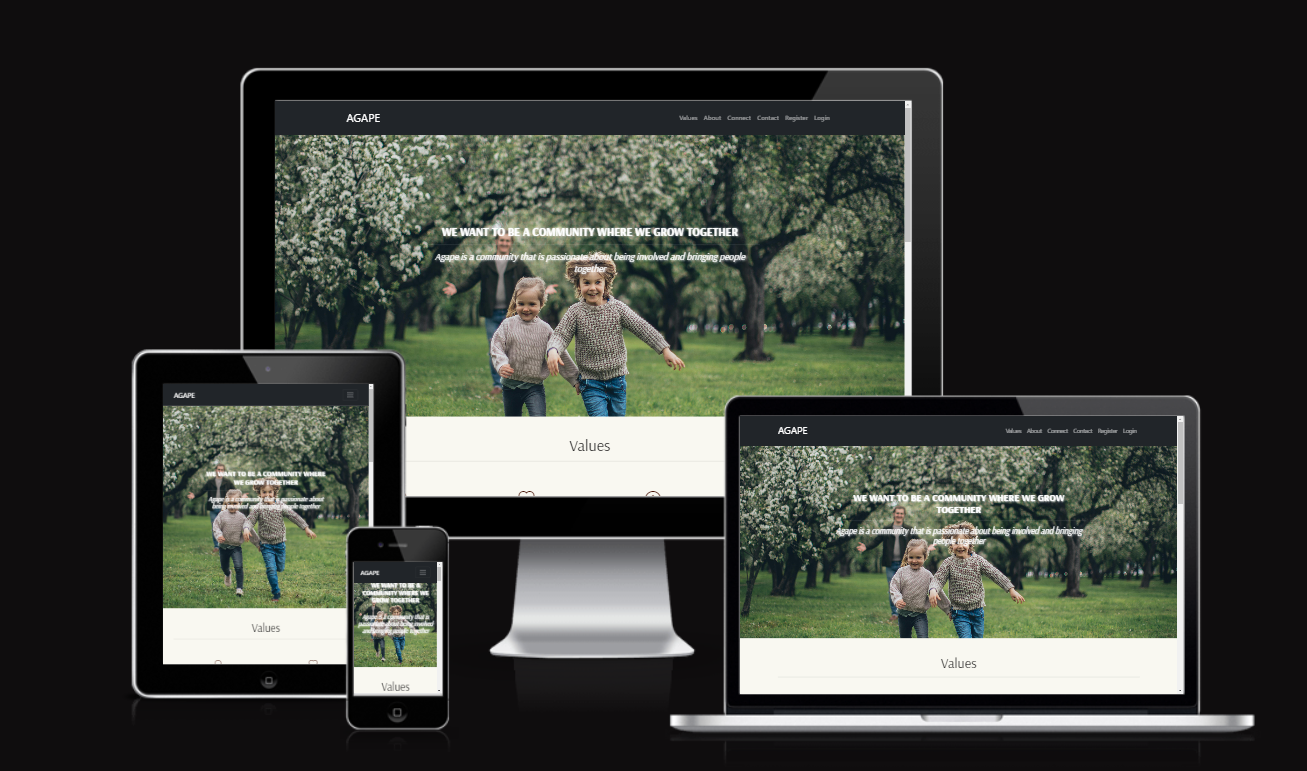 AGAPE
Values About Connect Contact Register Login
WE WANT TO BE A COMMUNITY WHERE WE GROW TOGETHER
Agape is a community that is passionate about being involved and bringing people
together
Values
AGAPE
WE WANT TO BE A COMMUNITY WHERE
WE GROW TOGETHER
Agape is a community that is passionate about
being involved and bringing people together
Values
AGAPE
WE WANT TO BE A
COMMUNITY WHERE WE
GROW TOGETHER
Agape is a community that is
passionate about being involved
and bringing people together
Values
AGAPE
Values About Connect Contact Register Login
WE WANT TO BE A COMMUNITY WHERE WE GROW
TOGETHER
Agape is a community that is passionate about being involved and bringing
people together
Values